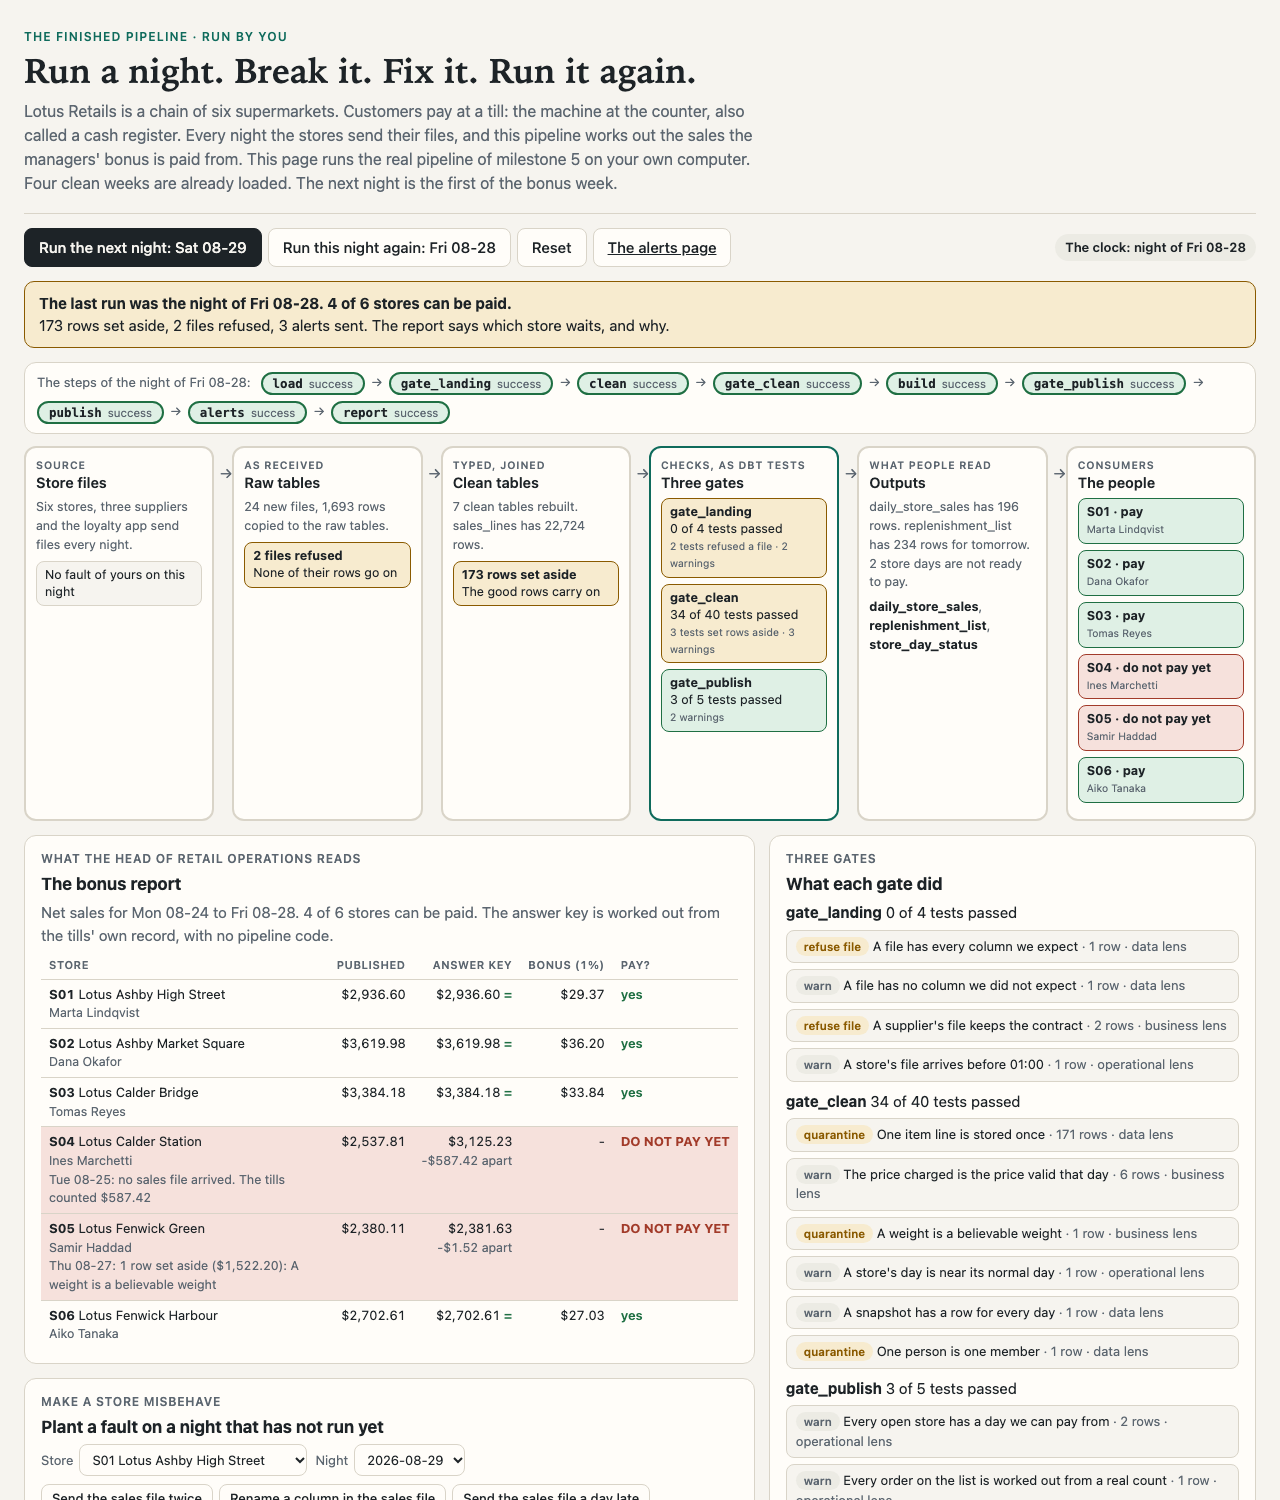 THE FINISHED PIPELINE · RUN BY YOU
Run a night. Break it. Fix it. Run it again.
Lotus Retails is a chain of six supermarkets. Customers pay at a till: the machine at the counter, also
called a cash register. Every night the stores send their files, and this pipeline works out the sales the
managers' bonus is paid from. This page runs the real pipeline of milestone 5 on your own computer.
Four clean weeks are already loaded. The next night is the first of the bonus week.
Run the next night: Sat 08-29
Run this night again: Fri 08-28
Reset
The alerts page
The clock: night of Fri 08-28
The last run was the night of Fri 08-28. 4 of 6 stores can be paid.
173 rows set aside, 2 files refused, 3 alerts sent. The report says which store waits, and why.
The steps of the night of Fri 08-28: load success → gate_landing success → clean success → gate_clean success → build success → gate_publish success →
publish success → alerts success → report success
SOURCE
Store files
Six stores, three suppliers
and the loyalty app send
files every night.
No fault of yours on this
night
→
AS RECEIVED
Raw tables
24 new files, 1,693 rows
copied to the raw tables.
2 files refused
None of their rows go on
→
TYPED, JOINED
Clean tables
7 clean tables rebuilt.
sales_lines has 22,724
rows.
173 rows set aside
The good rows carry on
→
CHECKS, AS DBT TESTS
Three gates
gate_landing
0 of 4 tests passed
2 tests refused a file · 2
warnings
gate_clean
34 of 40 tests passed
3 tests set rows aside · 3
warnings
gate_publish
3 of 5 tests passed
2 warnings
→
WHAT PEOPLE READ
Outputs
daily_store_sales has 196
rows. replenishment_list
has 234 rows for tomorrow.
2 store days are not ready
to pay.
daily_store_sales,
replenishment_list,
store_day_status
→
CONSUMERS
The people
S01 · pay
Marta Lindqvist
S02 · pay
Dana Okafor
S03 · pay
Tomas Reyes
S04 · do not pay yet
Ines Marchetti
S05 · do not pay yet
Samir Haddad
S06 · pay
Aiko Tanaka
WHAT THE HEAD OF RETAIL OPERATIONS READS
The bonus report
Net sales for Mon 08-24 to Fri 08-28. 4 of 6 stores can be paid. The answer key is worked out from
the tills' own record, with no pipeline code.
STORE PUBLISHED ANSWER KEY BONUS (1%) PAY?
S01 Lotus Ashby High Street $2,936.60 $2,936.60 = $29.37 yes
Marta Lindqvist
S02 Lotus Ashby Market Square $3,619.98 $3,619.98 = $36.20 yes
Dana Okafor
S03 Lotus Calder Bridge $3,384.18 $3,384.18 = $33.84 yes
Tomas Reyes
S04 Lotus Calder Station $2,537.81 $3,125.23 - DO NOT PAY YET
Ines Marchetti -$587.42 apart
Tue 08-25: no sales file arrived. The tills
counted $587.42
S05 Lotus Fenwick Green $2,380.11 $2,381.63 - DO NOT PAY YET
Samir Haddad -$1.52 apart
Thu 08-27: 1 row set aside ($1,522.20): A
weight is a believable weight
S06 Lotus Fenwick Harbour $2,702.61 $2,702.61 = $27.03 yes
Aiko Tanaka
MAKE A STORE MISBEHAVE
Plant a fault on a night that has not run yet
Store S01 Lotus Ashby High Street Night 2026-08-29
Send the sales file twice
Rename a column in the sales file
Send the sales file a day late
THREE GATES
What each gate did
gate_landing 0 of 4 tests passed
refuse file A file has every column we expect · 1 row · data lens
warn A file has no column we did not expect · 1 row · data lens
refuse file A supplier's file keeps the contract · 2 rows · business lens
warn A store's file arrives before 01:00 · 1 row · operational lens
gate_clean 34 of 40 tests passed
quarantine One item line is stored once · 171 rows · data lens
warn The price charged is the price valid that day · 6 rows · business
lens
quarantine A weight is a believable weight · 1 row · business lens
warn A store's day is near its normal day · 1 row · operational lens
warn A snapshot has a row for every day · 1 row · data lens
quarantine One person is one member · 1 row · data lens
gate_publish 3 of 5 tests passed
warn Every open store has a day we can pay from · 2 rows ·
operational lens
warn Every order on the list is worked out from a real count · 1 row ·
operational lens